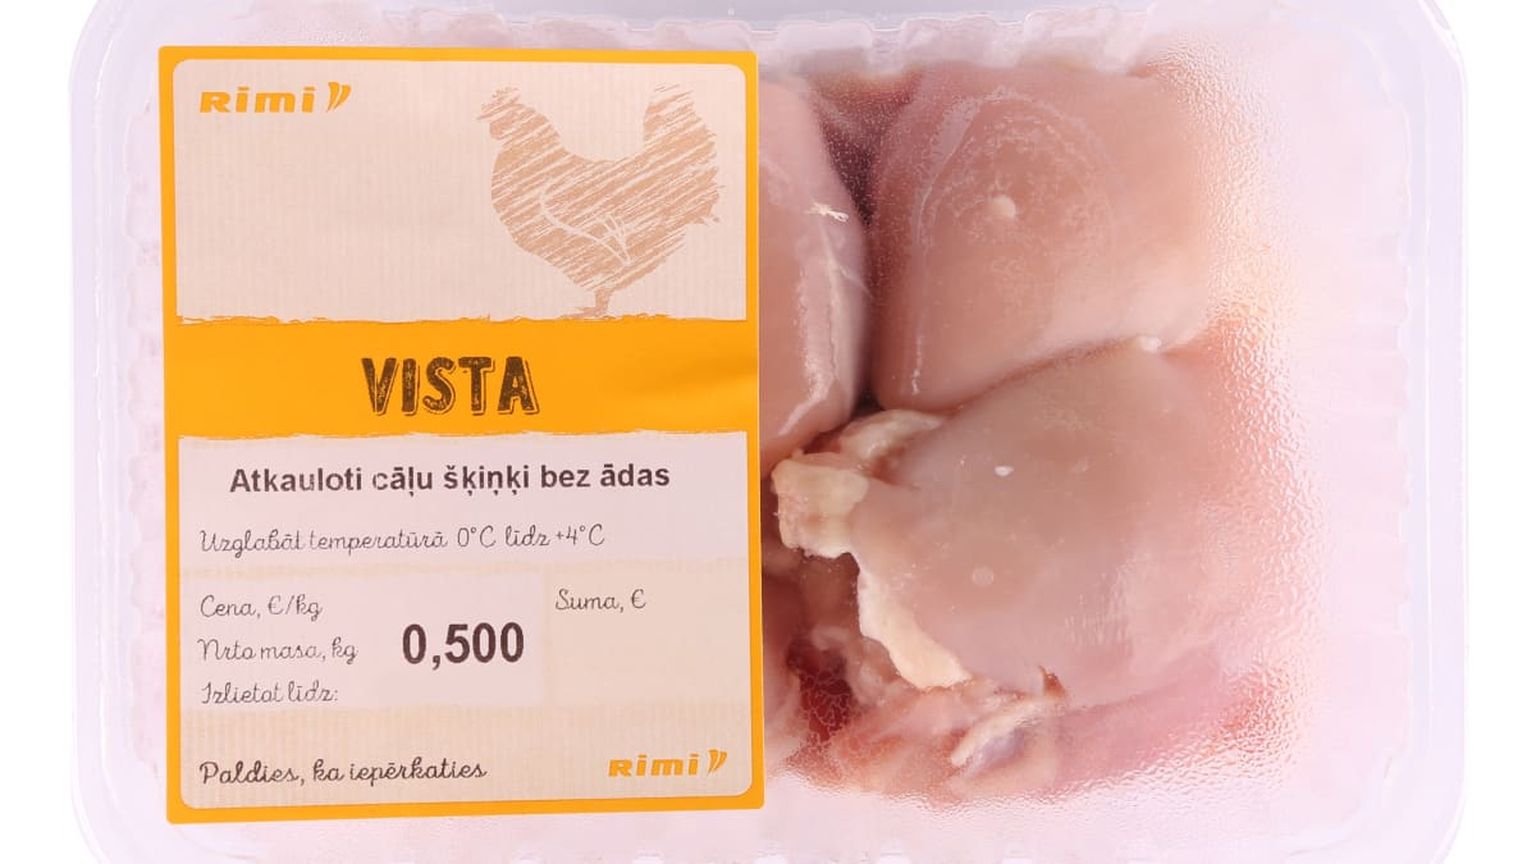 Rimi
VISTA
Atkauloti cāļu šķiņķi bez ādas
Uzglabāt temperatūrā 0°C līdz +4°C
Cena, €/kg
Suma, €
Nrto masa, kg 0,500
Izlietot līdz:
Paldies, ka iepērkaties
Rimi